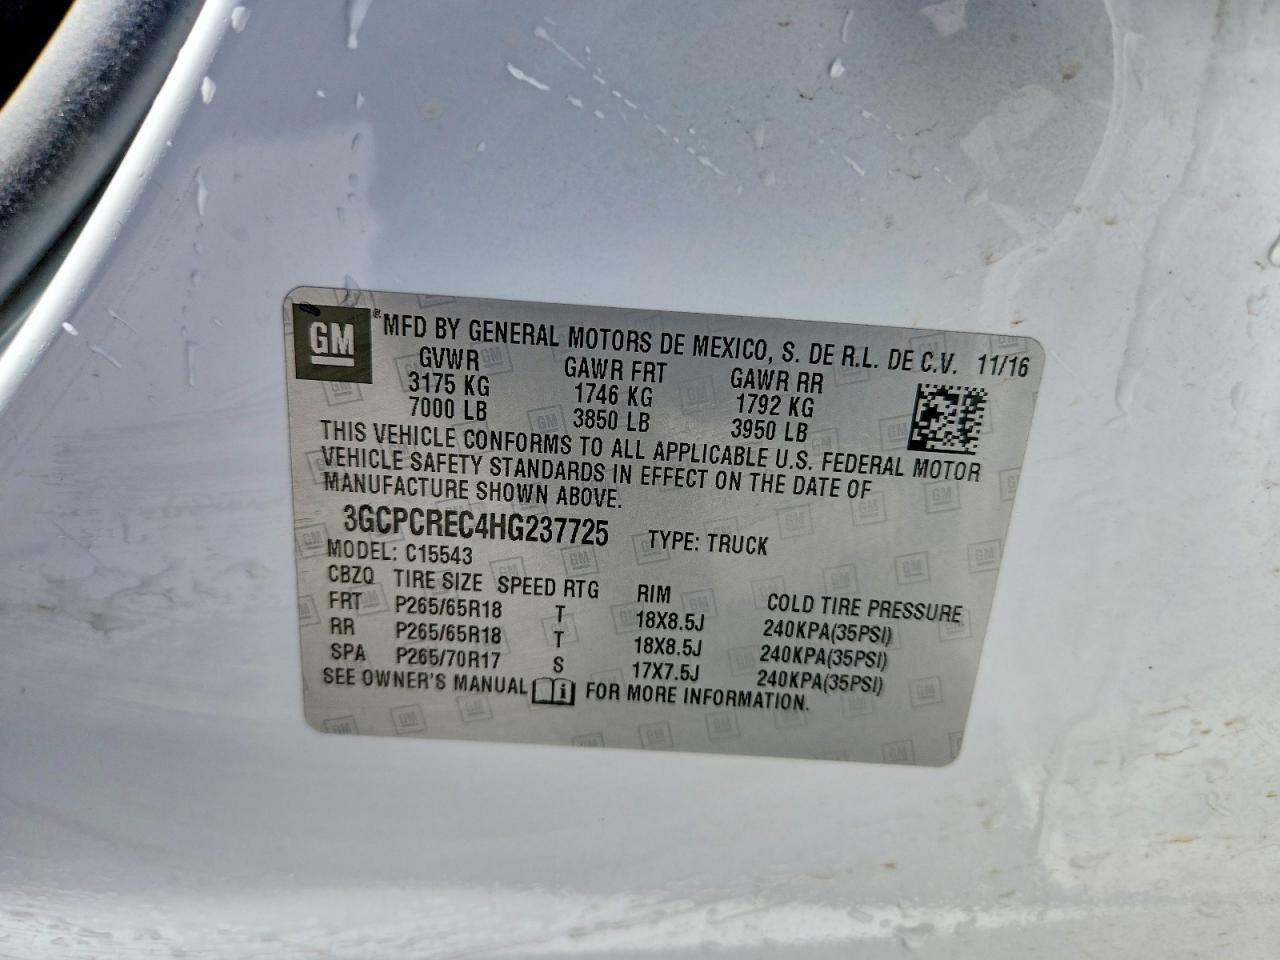 GM ® MFD BY GENERAL MOTORS DE MEXICO, S. DE R.L. DE C.V. 11/16
GVWR GAWR FRT GAWR RR
3175 KG 1746 KG 1792 KG
7000 LB 3850 LB 3950 LB
THIS VEHICLE CONFORMS TO ALL APPLICABLE U.S. FEDERAL MOTOR
VEHICLE SAFETY STANDARDS IN EFFECT ON THE DATE OF
MANUFACTURE SHOWN ABOVE.
3GCPCREC4HG237725 TYPE: TRUCK
MODEL: C15543
CBZQ TIRE SIZE SPEED RTG RIM COLD TIRE PRESSURE
FRT P265/65R18 T 18X8.5J 240KPA(35PSI)
RR P265/65R18 T 18X8.5J 240KPA(35PSI)
SPA P265/70R17 S 17X7.5J 240KPA(35PSI)
SEE OWNER'S MANUAL i FOR MORE INFORMATION.